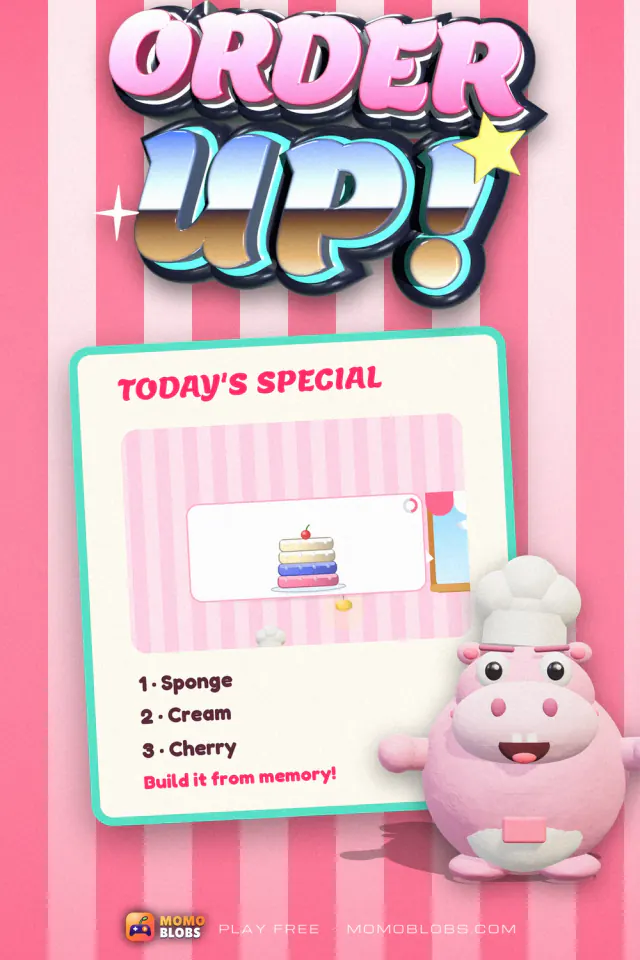 ORDER
UP!
TODAY'S SPECIAL
1 · Sponge
2 · Cream
3 · Cherry
Build it from memory!
MOMO
BLOBS
PLAY FREE · MOMOBLOBS.COM